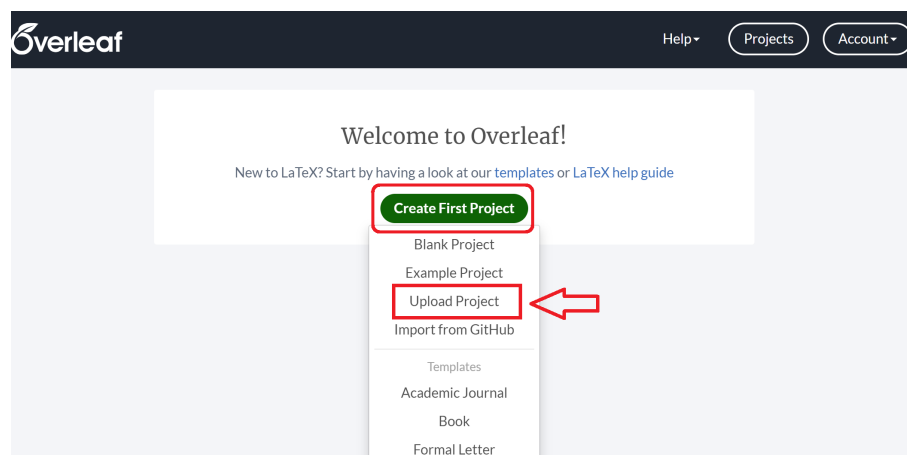 Overleaf
Help
Projects
Account
Welcome to Overleaf!
New to LaTeX? Start by having a look at our templates or LaTeX help guide
Create First Project
Blank Project
Example Project
Upload Project
Import from GitHub
Templates
Academic Journal
Book
Formal Letter